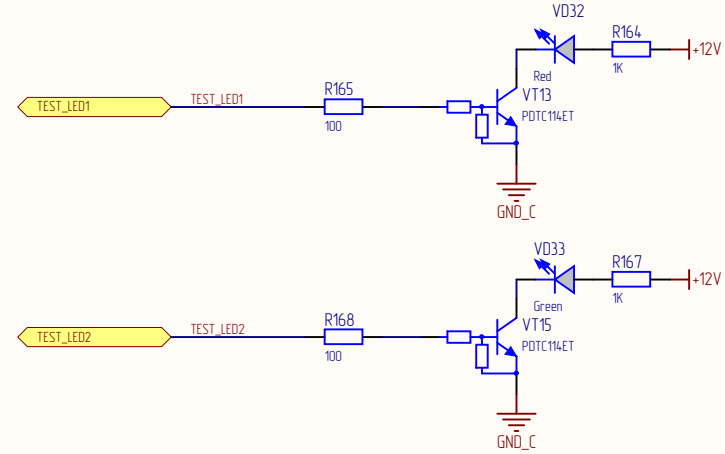 VD32
R164
+12V
1K
Red
R165
VT13
TEST_LED1
TEST_LED1
100
PDTC114ET
GND_C
VD33
R167
+12V
1K
Green
R168
VT15
TEST_LED2
TEST_LED2
100
PDTC114ET
GND_C